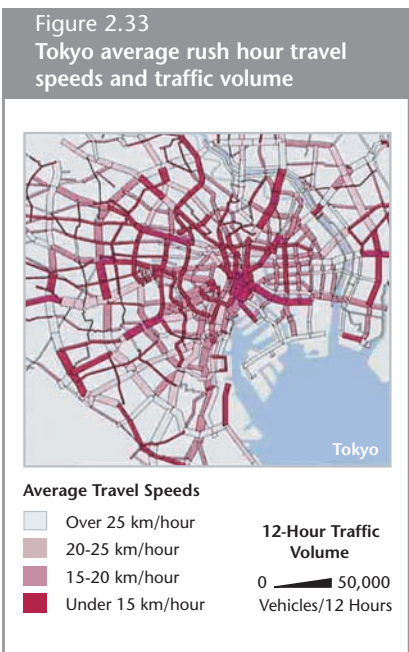 Figure 2.33
Tokyo average rush hour travel
speeds and traffic volume
Tokyo
Average Travel Speeds
Over 25 km/hour
20-25 km/hour
15-20 km/hour
Under 15 km/hour
12-Hour Traffic
Volume
0 50,000
Vehicles/12 Hours